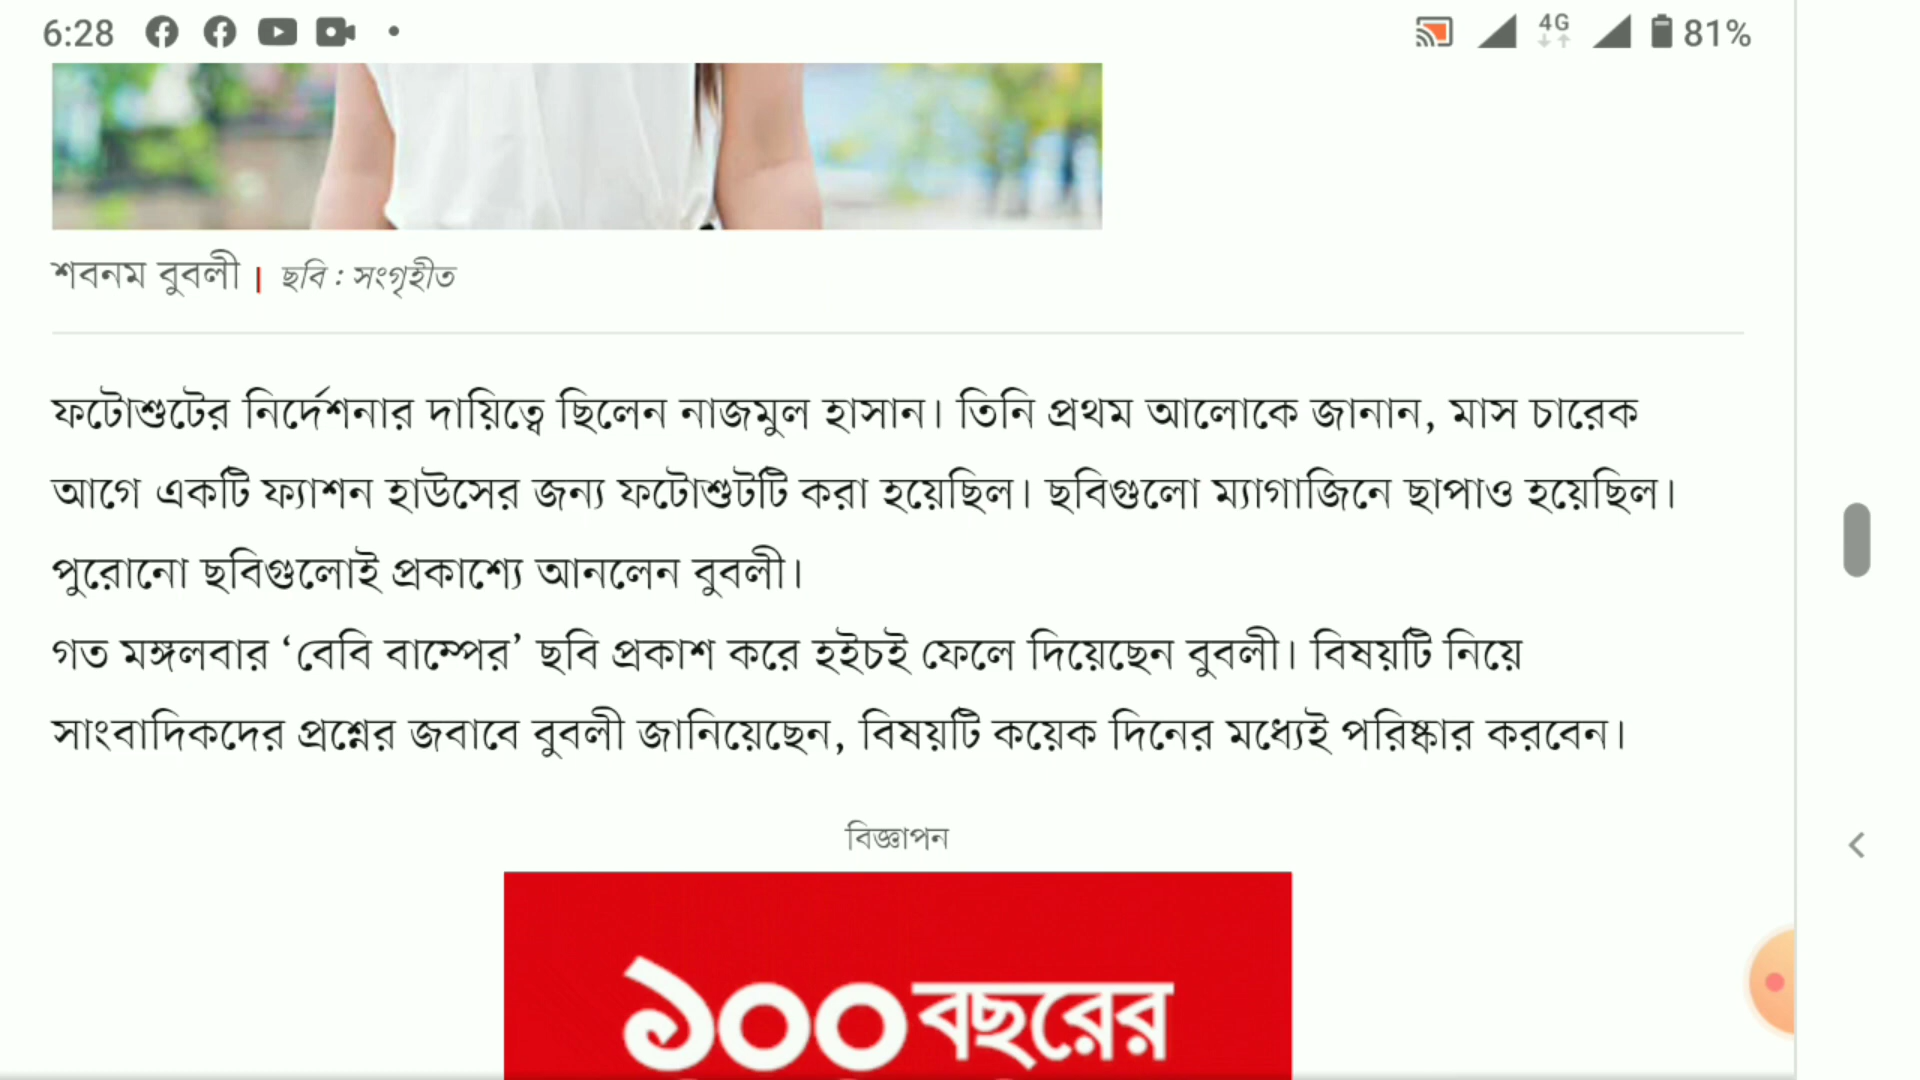 6:28
4G
81%
শবনম বুবলী | ছবি : সংগৃহীত
ফটোশুটের নির্দেশনার দায়িত্বে ছিলেন নাজমুল হাসান। তিনি প্রথম আলোকে জানান, মাস চারেক
আগে একটি ফ্যাশন হাউসের জন্য ফটোশুটটি করা হয়েছিল। ছবিগুলো ম্যাগাজিনে ছাপাও হয়েছিল।
পুরোনো ছবিগুলোই প্রকাশ্যে আনলেন বুবলী।
গত মঙ্গলবার ‘বেবি বাম্পের’ ছবি প্রকাশ করে হইচই ফেলে দিয়েছেন বুবলী। বিষয়টি নিয়ে
সাংবাদিকদের প্রশ্নের জবাবে বুবলী জানিয়েছেন, বিষয়টি কয়েক দিনের মধ্যেই পরিষ্কার করবেন।
বিজ্ঞাপন
১০০ বছরের